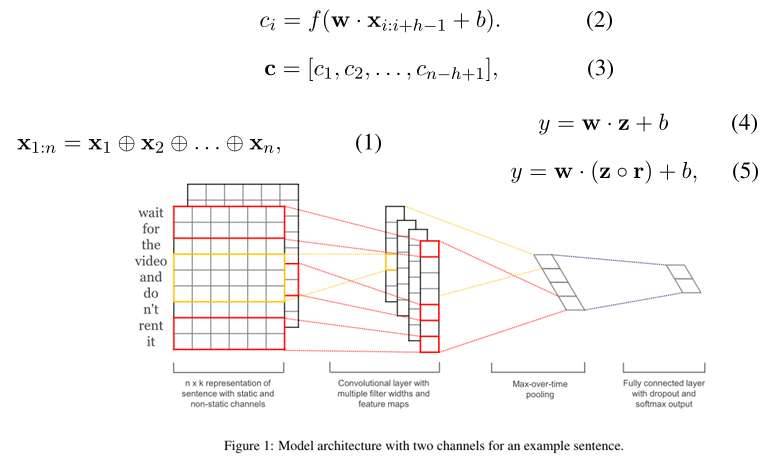 c_i = f(w · x_{i:i+h−1} + b). (2)
c = [c_1, c_2, . . . , c_{n−h+1}], (3)
x_{1:n} = x_1 ⊕ x_2 ⊕ . . . ⊕ x_n, (1)
y = w · z + b (4)
y = w · (z ∘ r) + b, (5)
wait
for
the
video
and
do
n't
rent
it
n x k representation of
sentence with static and
non-static channels
Convolutional layer with
multiple filter widths and
feature maps
Max-over-time
pooling
Fully connected layer
with dropout and
softmax output
Figure 1: Model architecture with two channels for an example sentence.